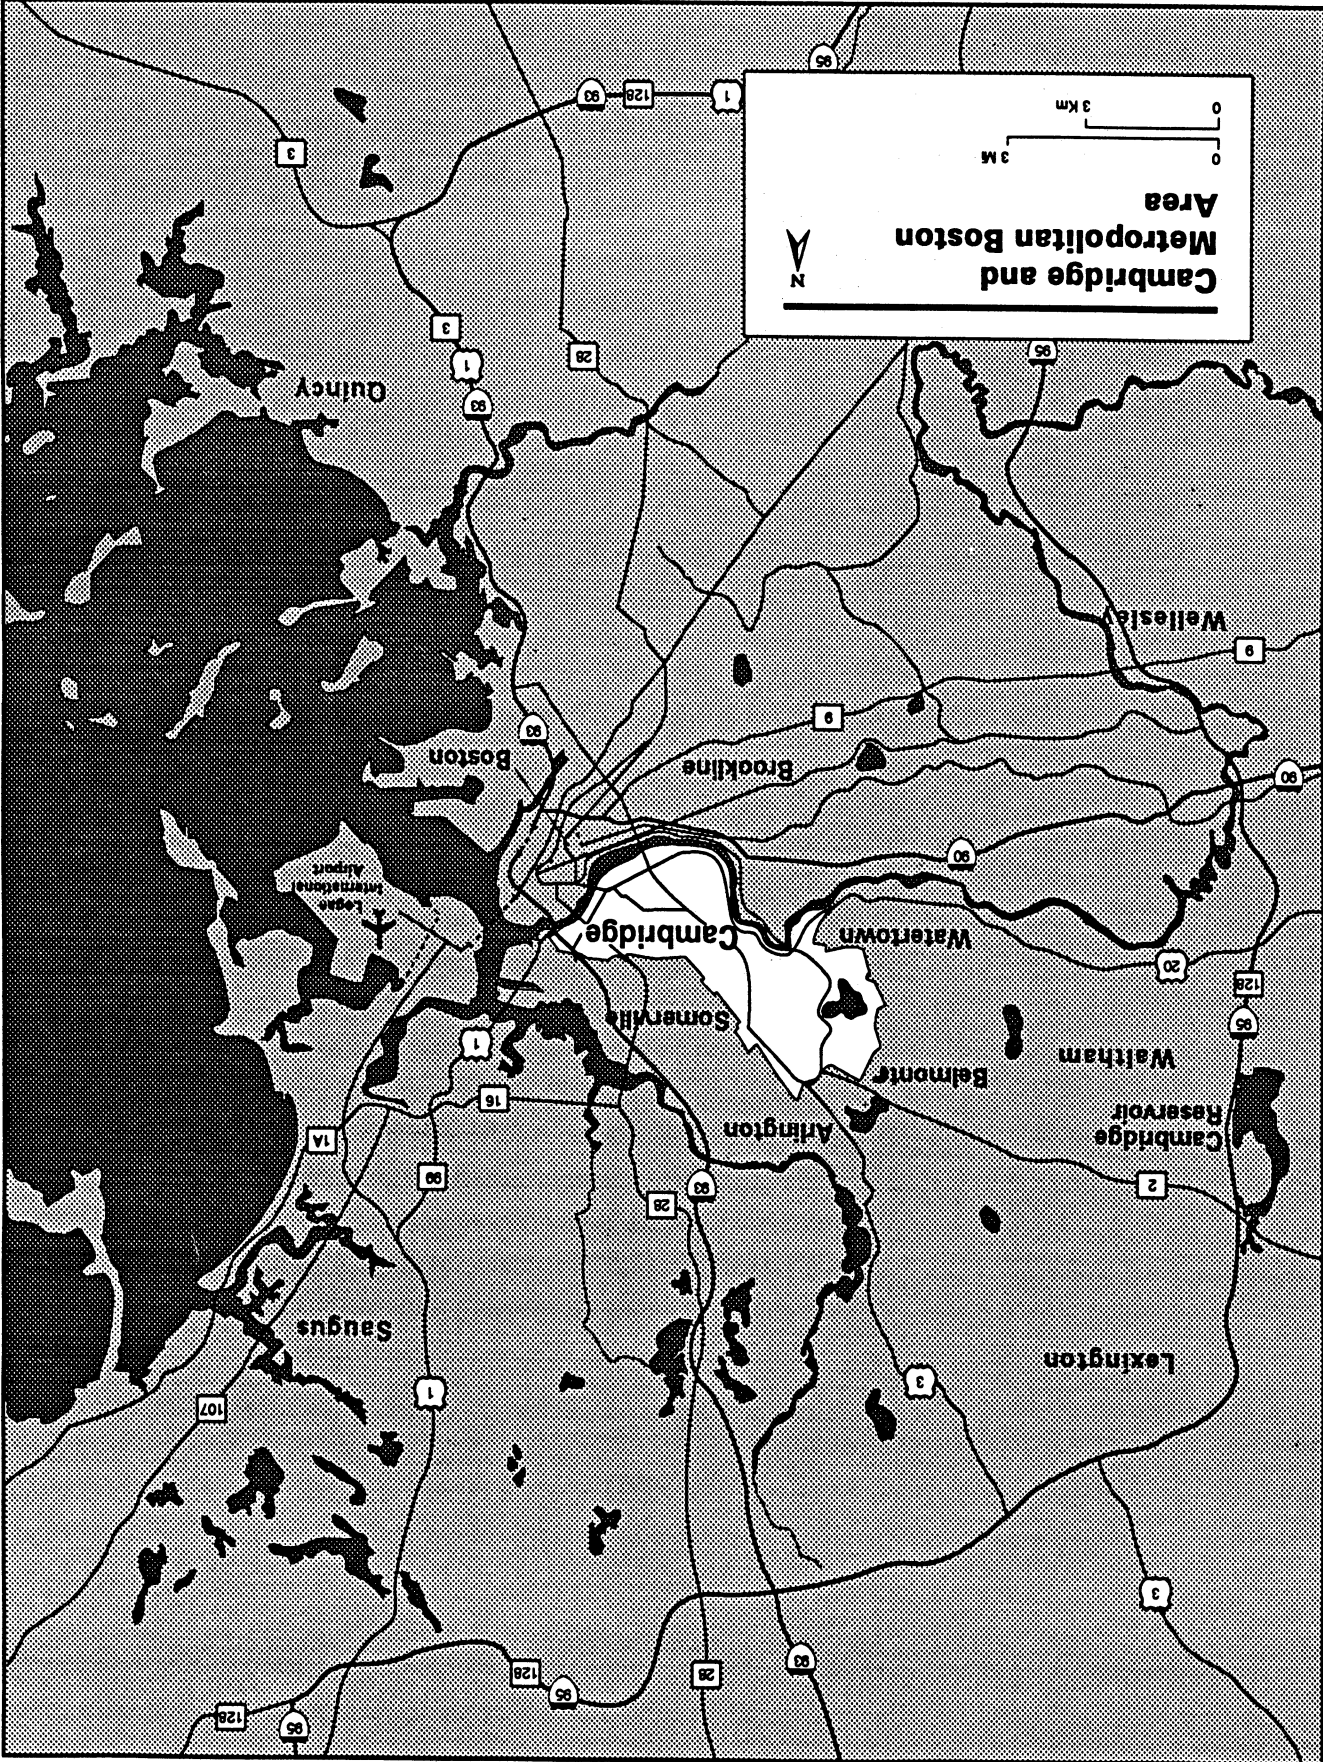 95
128
95
28
128
93
3
107
1
3
Lexington
Saugus
28
93
2
99
1A
Cambridge
Reservoir
Arlington
16
Belmont
Waltham
1
95
Somerville
128
20
Watertown
Cambridge
Logan
International
Airport
90
90
Brookline
Boston
93
9
9
Wellesley
93
Quincy
1
28
95
3
Cambridge and
Metropolitan Boston
Area
N
0 3 Mi
0 3 Km
3
1 128 93
95